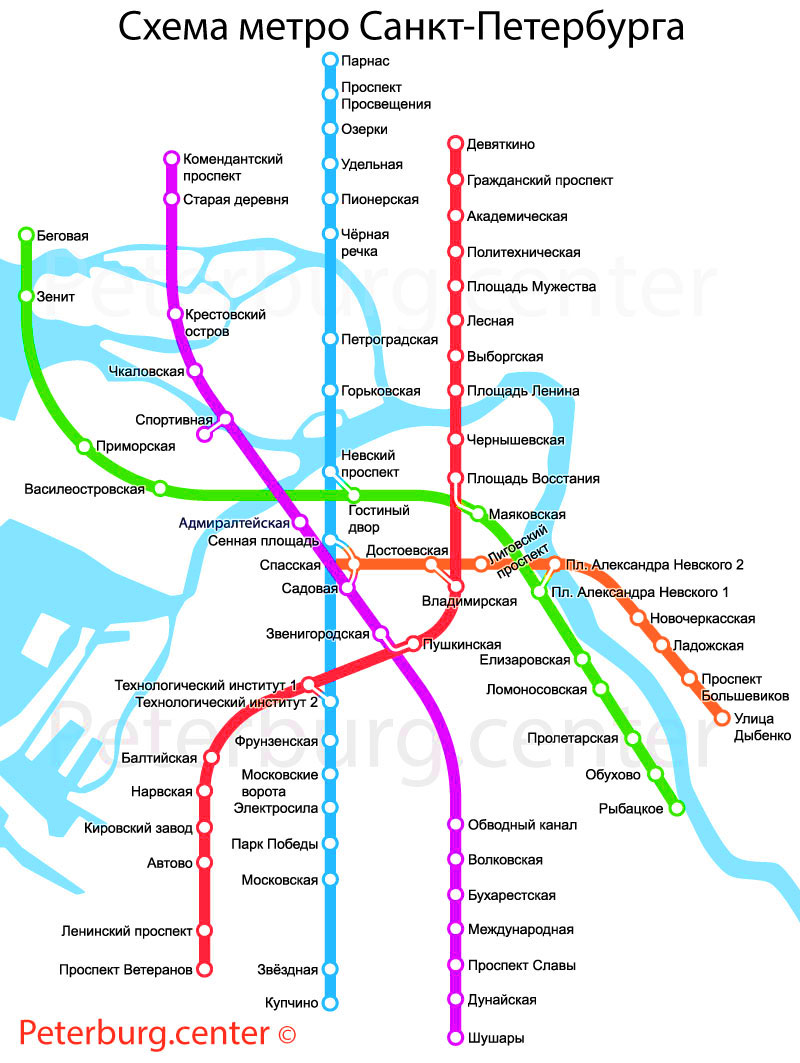 Схема метро Санкт-Петербурга
Парнас
Проспект
Просвещения
Озерки
Удельная
Пионерская
Чёрная
речка
Петроградская
Горьковская
Невский
проспект
Сенная площадь
Технологический институт 2
Фрунзенская
Московские
ворота
Электросила
Парк Победы
Московская
Звёздная
Купчино
Девяткино
Гражданский проспект
Академическая
Политехническая
Площадь Мужества
Лесная
Выборгская
Площадь Ленина
Чернышевская
Площадь Восстания
Владимирская
Пушкинская
Технологический институт 1
Балтийская
Нарвская
Кировский завод
Автово
Ленинский проспект
Проспект Ветеранов
Комендантский
проспект
Старая деревня
Крестовский
остров
Чкаловская
Спортивная
Адмиралтейская
Садовая
Звенигородская
Обводный канал
Волковская
Бухарестская
Международная
Проспект Славы
Дунайская
Шушары
Беговая
Зенит
Приморская
Василеостровская
Гостиный
двор
Маяковская
Пл. Александра Невского 1
Елизаровская
Ломоносовская
Пролетарская
Обухово
Рыбацкое
Спасская
Достоевская
Лиговский
проспект
Пл. Александра Невского 2
Новочеркасская
Ладожская
Проспект
Большевиков
Улица
Дыбенко
Peterburg.center
Peterburg.center
Peterburg.center ©